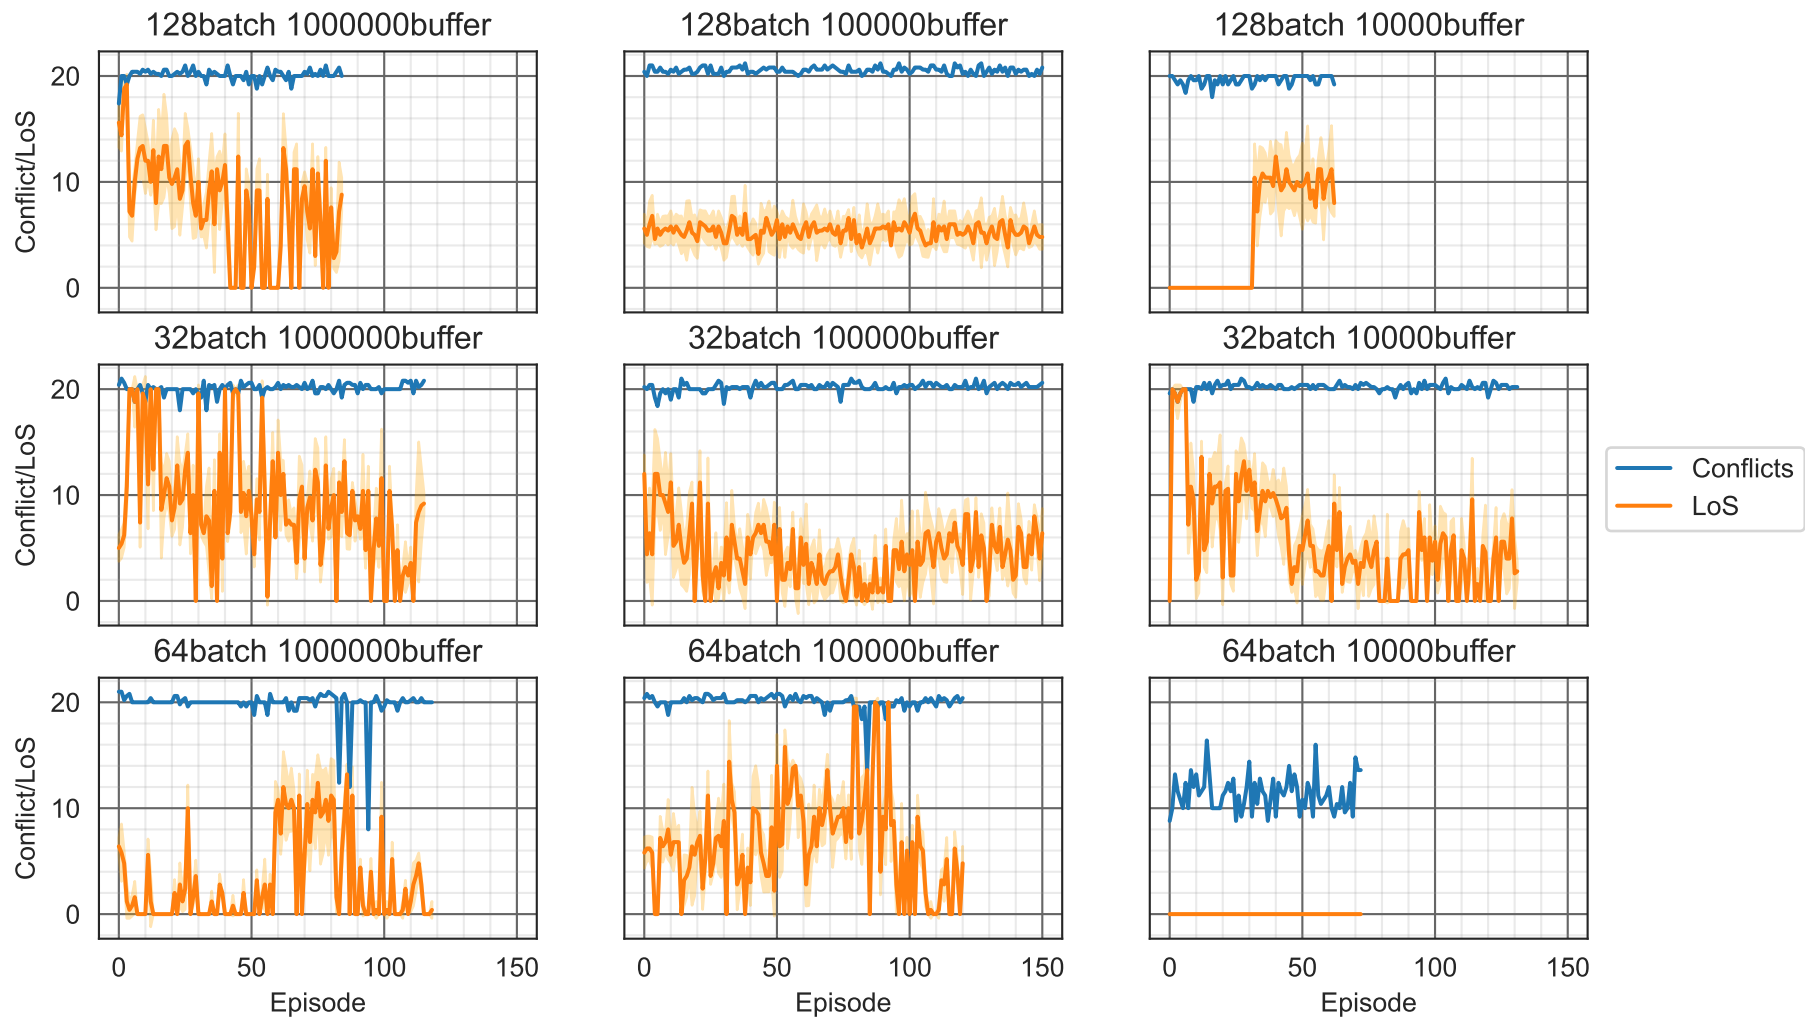 128batch 1000000buffer
128batch 100000buffer
128batch 10000buffer
20
10
0
Conflict/LoS
32batch 1000000buffer
32batch 100000buffer
32batch 10000buffer
20
10
0
Conflict/LoS
Conflicts
LoS
64batch 1000000buffer
64batch 100000buffer
64batch 10000buffer
20
10
0
Conflict/LoS
0 50 100 150
0 50 100 150
0 50 100 150
Episode
Episode
Episode